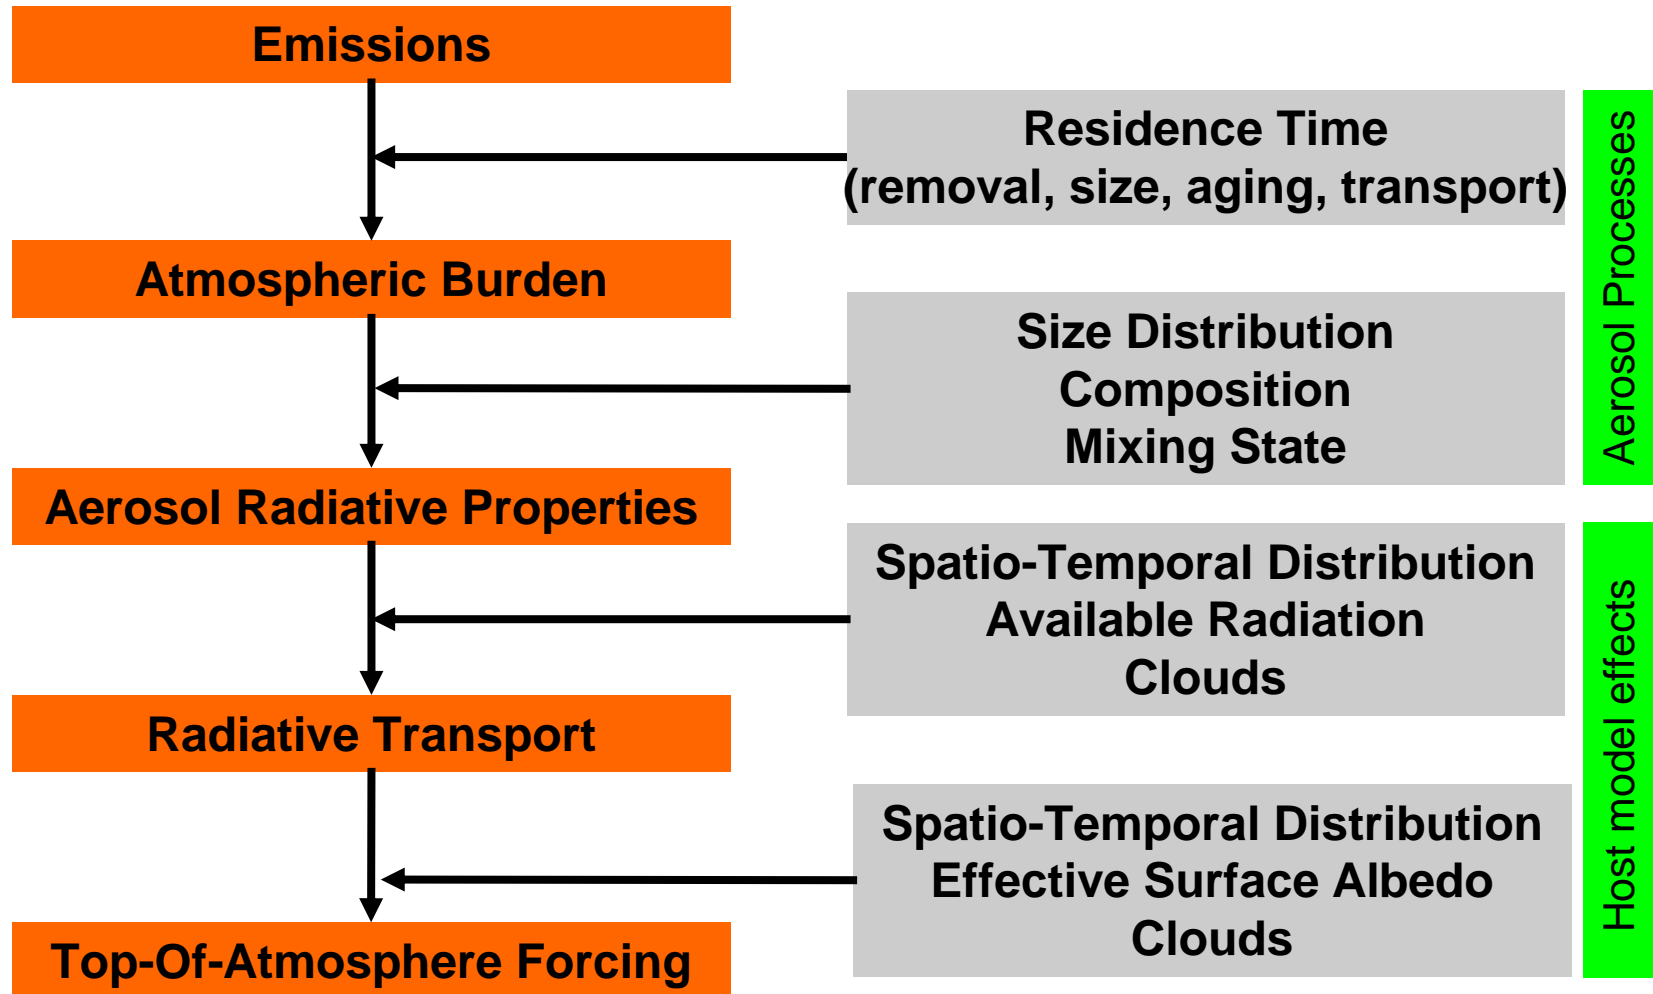 Emissions
Residence Time
(removal, size, aging, transport)
Atmospheric Burden
Size Distribution
Composition
Mixing State
Aerosol Processes
Aerosol Radiative Properties
Spatio-Temporal Distribution
Available Radiation
Clouds
Radiative Transport
Spatio-Temporal Distribution
Effective Surface Albedo
Clouds
Host model effects
Top-Of-Atmosphere Forcing